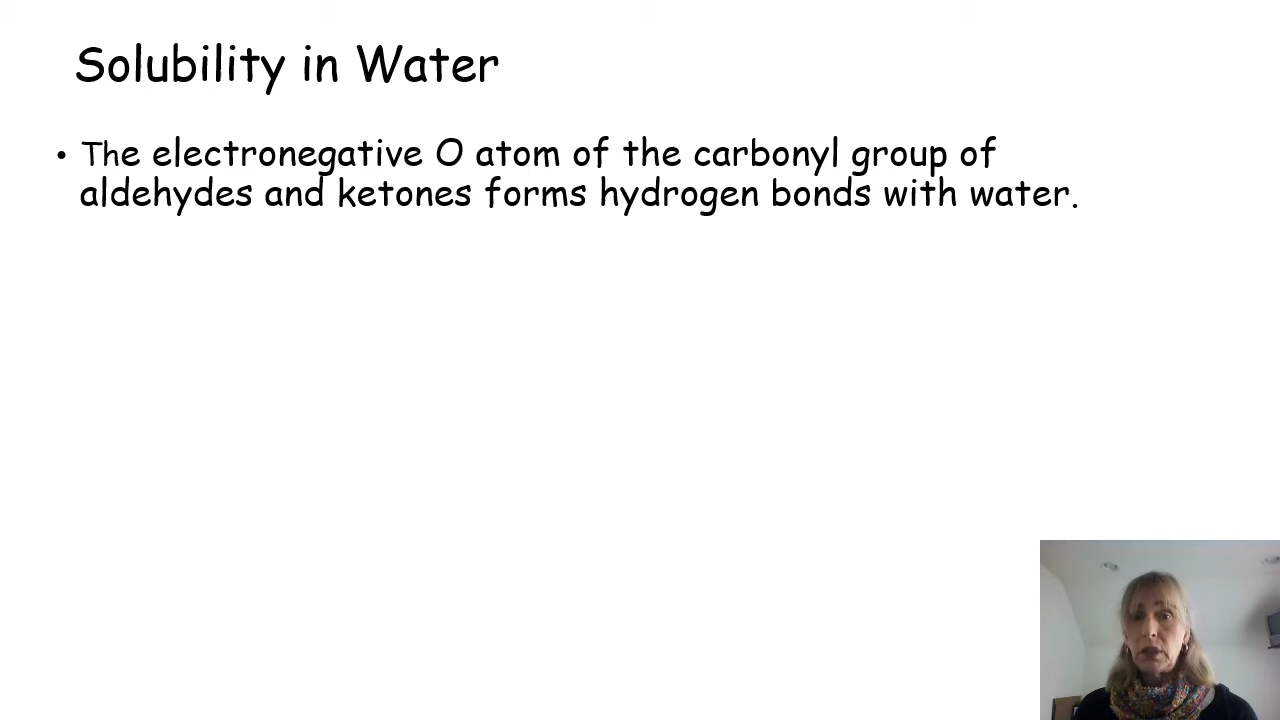 Solubility in Water
• The electronegative O atom of the carbonyl group of
aldehydes and ketones forms hydrogen bonds with water.